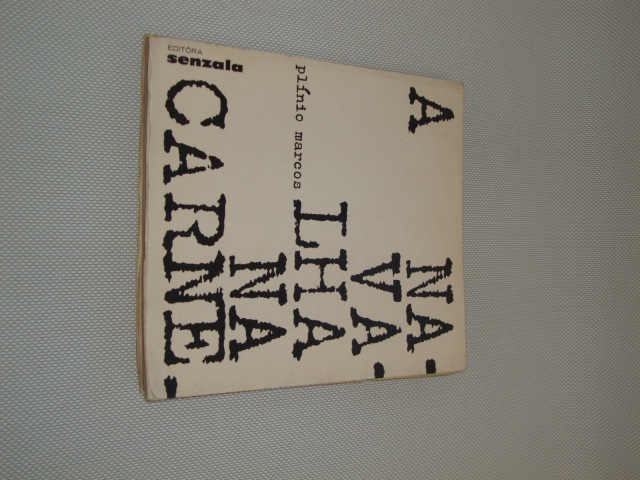 A NA-
VA-
plínio marcos LHA
NA
CARNE.
EDITÔRA
senzala